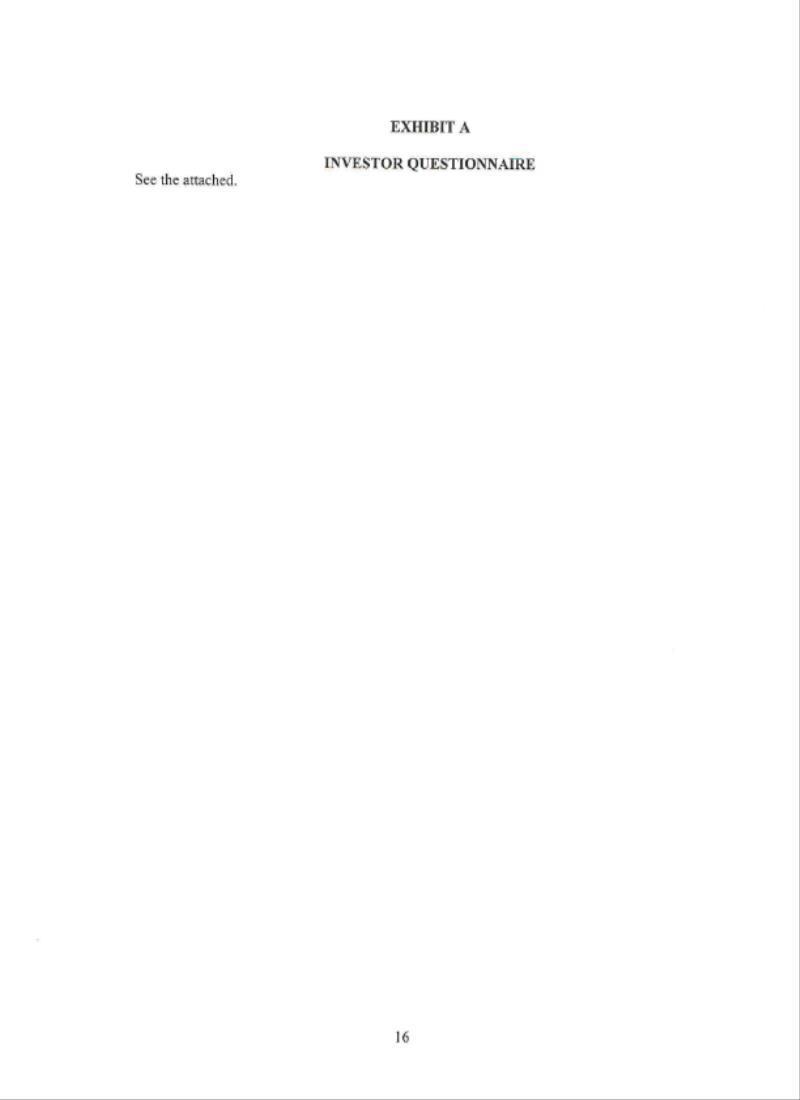 EXHIBIT A
INVESTOR QUESTIONNAIRE
See the attached.
16